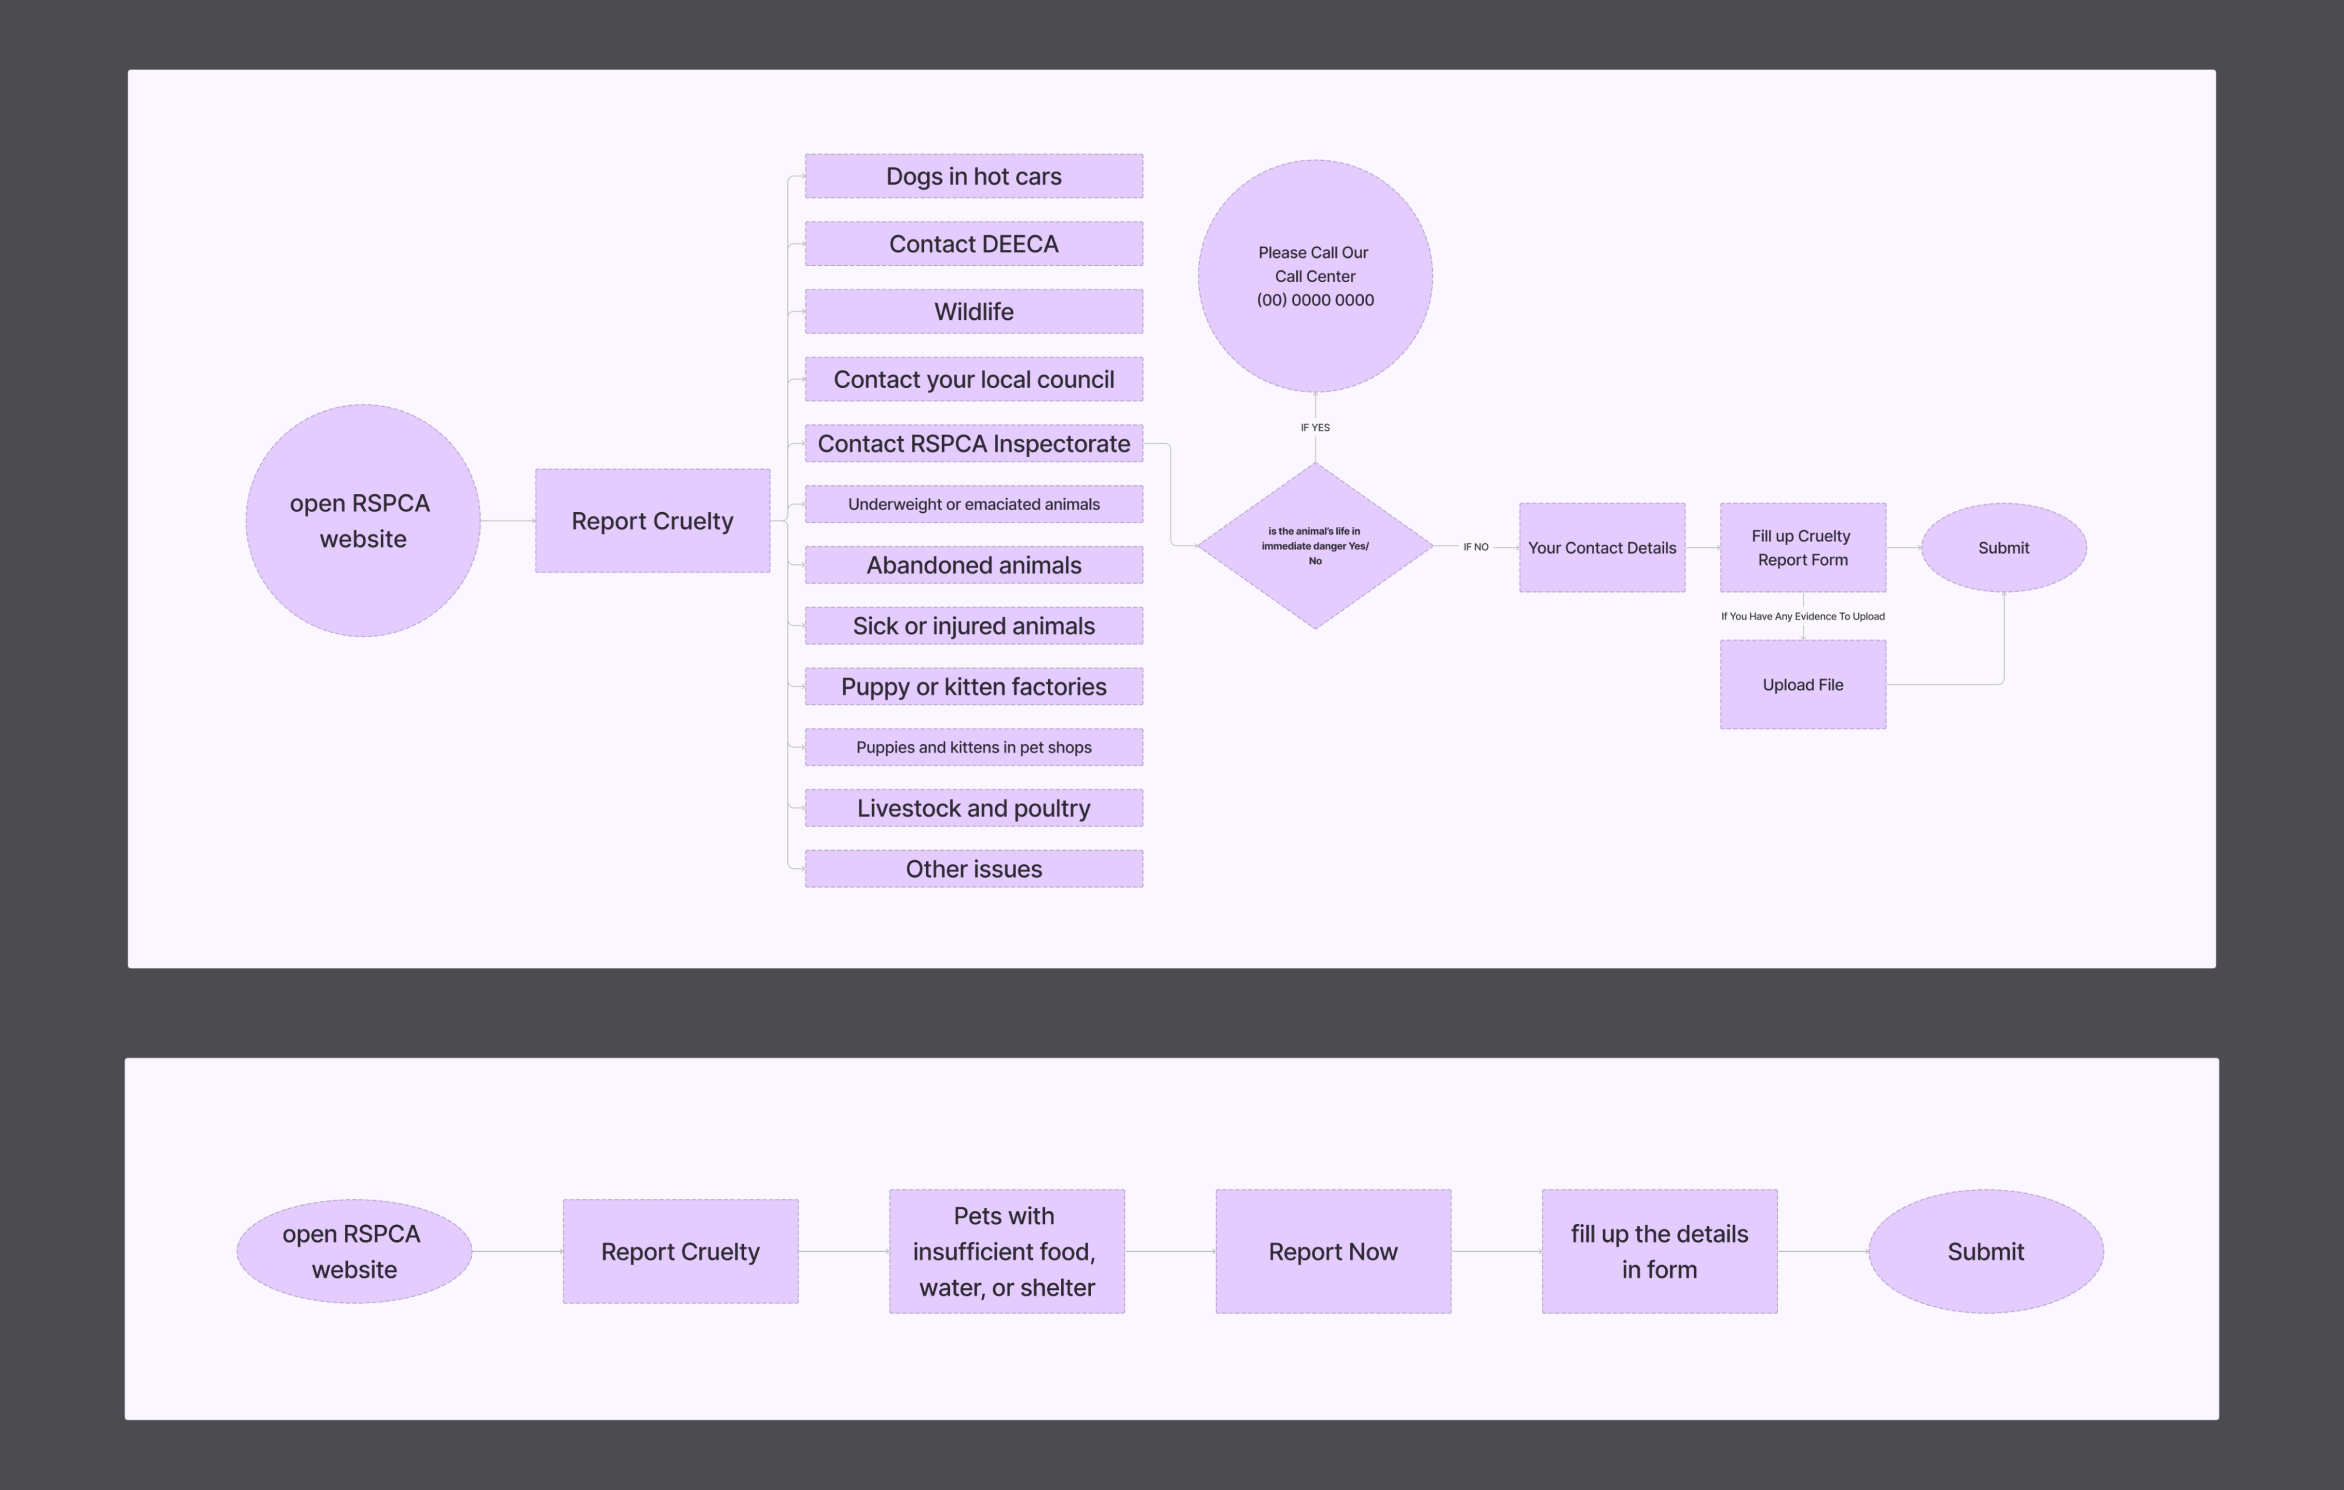 open RSPCA
website
Report Cruelty
Dogs in hot cars
Contact DEECA
Wildlife
Contact your local council
Contact RSPCA Inspectorate
Underweight or emaciated animals
Abandoned animals
Sick or injured animals
Puppy or kitten factories
Puppies and kittens in pet shops
Livestock and poultry
Other issues
Please Call Our
Call Center
(00) 0000 0000
IF YES
is the animal's life in
immediate danger Yes/
No
IF NO
Your Contact Details
Fill up Cruelty
Report Form
Submit
If You Have Any Evidence To Upload
Upload File
open RSPCA
website
Report Cruelty
Pets with
insufficient food,
water, or shelter
Report Now
fill up the details
in form
Submit